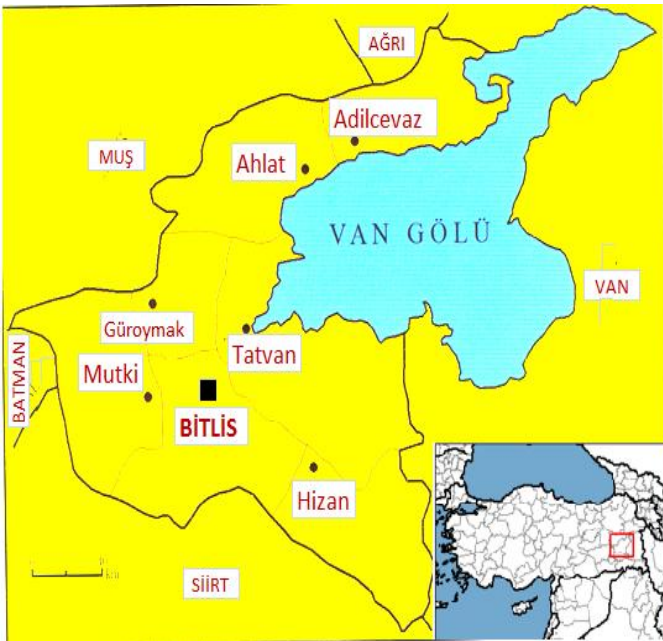 AĞRI
Adilcevaz
MUŞ
Ahlat
VAN GÖLÜ
VAN
Güroymak
Tatvan
BATMAN
Mutki
BİTLİS
Hizan
SİİRT